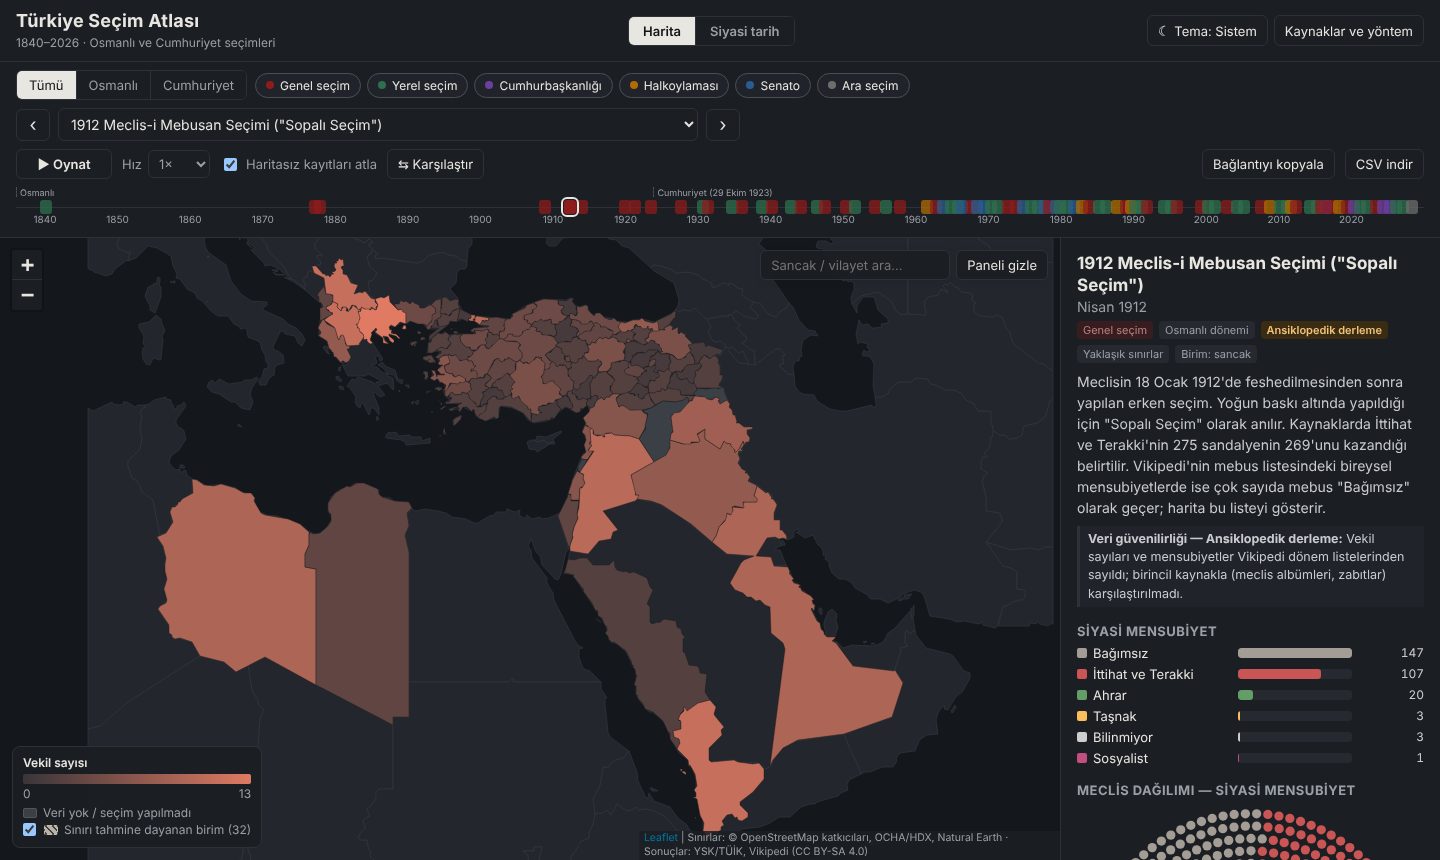 Türkiye Seçim Atlası
1840–2026 · Osmanlı ve Cumhuriyet seçimleri
Harita
Siyasi tarih
☾ Tema: Sistem
Kaynaklar ve yöntem
Tümü
Osmanlı
Cumhuriyet
Genel seçim
Yerel seçim
Cumhurbaşkanlığı
Halkoylaması
Senato
Ara seçim
‹
1912 Meclis-i Mebusan Seçimi ("Sopalı Seçim")
›
▶ Oynat
Hız
1×
Haritasız kayıtları atla
⇆ Karşılaştır
Bağlantıyı kopyala
CSV indir
Osmanlı
Cumhuriyet (29 Ekim 1923)
1840 1850 1860 1870 1880 1890 1900 1910 1920 1930 1940 1950 1960 1970 1980 1990 2000 2010 2020
+
−
Sancak / vilayet ara...
Paneli gizle
Vekil sayısı
0 13
Veri yok / seçim yapılmadı
Sınırı tahmine dayanan birim (32)
Leaflet | Sınırlar: © OpenStreetMap katkıcıları, OCHA/HDX, Natural Earth ·
Sonuçlar: YSK/TÜİK, Vikipedi (CC BY-SA 4.0)
1912 Meclis-i Mebusan Seçimi ("Sopalı
Seçim")
Nisan 1912
Genel seçim
Osmanlı dönemi
Ansiklopedik derleme
Yaklaşık sınırlar
Birim: sancak
Meclisin 18 Ocak 1912'de feshedilmesinden sonra
yapılan erken seçim. Yoğun baskı altında yapıldığı
için "Sopalı Seçim" olarak anılır. Kaynaklarda İttihat
ve Terakki'nin 275 sandalyenin 269'unu kazandığı
belirtilir. Vikipedi'nin mebus listesindeki bireysel
mensubiyetlerde ise çok sayıda mebus "Bağımsız"
olarak geçer; harita bu listeyi gösterir.
Veri güvenilirliği — Ansiklopedik derleme: Vekil
sayıları ve mensubiyetler Vikipedi dönem listelerinden
sayıldı; birincil kaynakla (meclis albümleri, zabıtlar)
karşılaştırılmadı.
SİYASİ MENSUBİYET
Bağımsız 147
İttihat ve Terakki 107
Ahrar 20
Taşnak 3
Bilinmiyor 3
Sosyalist 1
MECLİS DAĞILIMI — SİYASİ MENSUBİYET